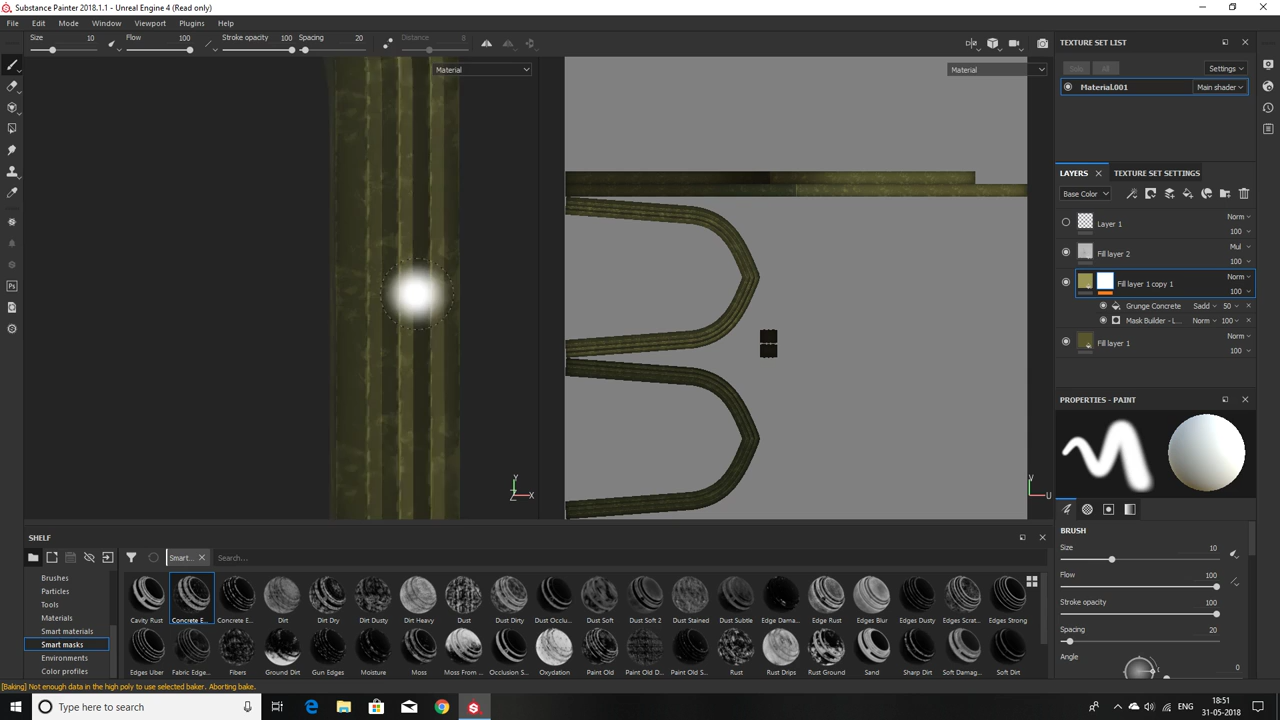 Substance Painter 2018.1.1 - Unreal Engine 4 (Read only)
File Edit Mode Window Viewport Plugins Help
Size 10 Flow 100 Stroke opacity 100 Spacing 20 Distance 8
Material
Material
TEXTURE SET LIST
Solo All Settings
Material.001 Main shader
LAYERS TEXTURE SET SETTINGS
Base Color
Layer 1 Norm 100
Fill layer 2 Mul 100
Fill layer 1 copy 1 Norm 100
Grunge Concrete Sadd 50
Mask Builder - L... Norm 100
Fill layer 1 Norm 100
PROPERTIES - PAINT
BRUSH
Size 10
Flow 100
Stroke opacity 100
Spacing 20
Angle 0
Y
Z X
V
U
SHELF
Smart... Search...
Brushes
Particles
Tools
Materials
Smart materials
Smart masks
Environments
Color profiles
Cavity Rust Concrete E... Concrete E... Dirt Dirt Dry Dirt Dusty Dirt Heavy Dust Dust Dirty Dust Occlu... Dust Soft Dust Soft 2 Dust Stained Dust Subtle Edge Dama... Edge Rust Edges Blur Edges Dusty Edges Scrat... Edges Strong
Edges Uber Fabric Edge... Fibers Ground Dirt Gun Edges Moisture Moss Moss From ... Occlusion S... Oxydation Paint Old Paint Old D... Paint Old S... Rust Rust Drips Rust Ground Sand Sharp Dirt Soft Damag... Soft Dirt
[Baking] Not enough data in the high poly to use selected baker. Aborting bake.
Type here to search
ENG
18:51
31-05-2018